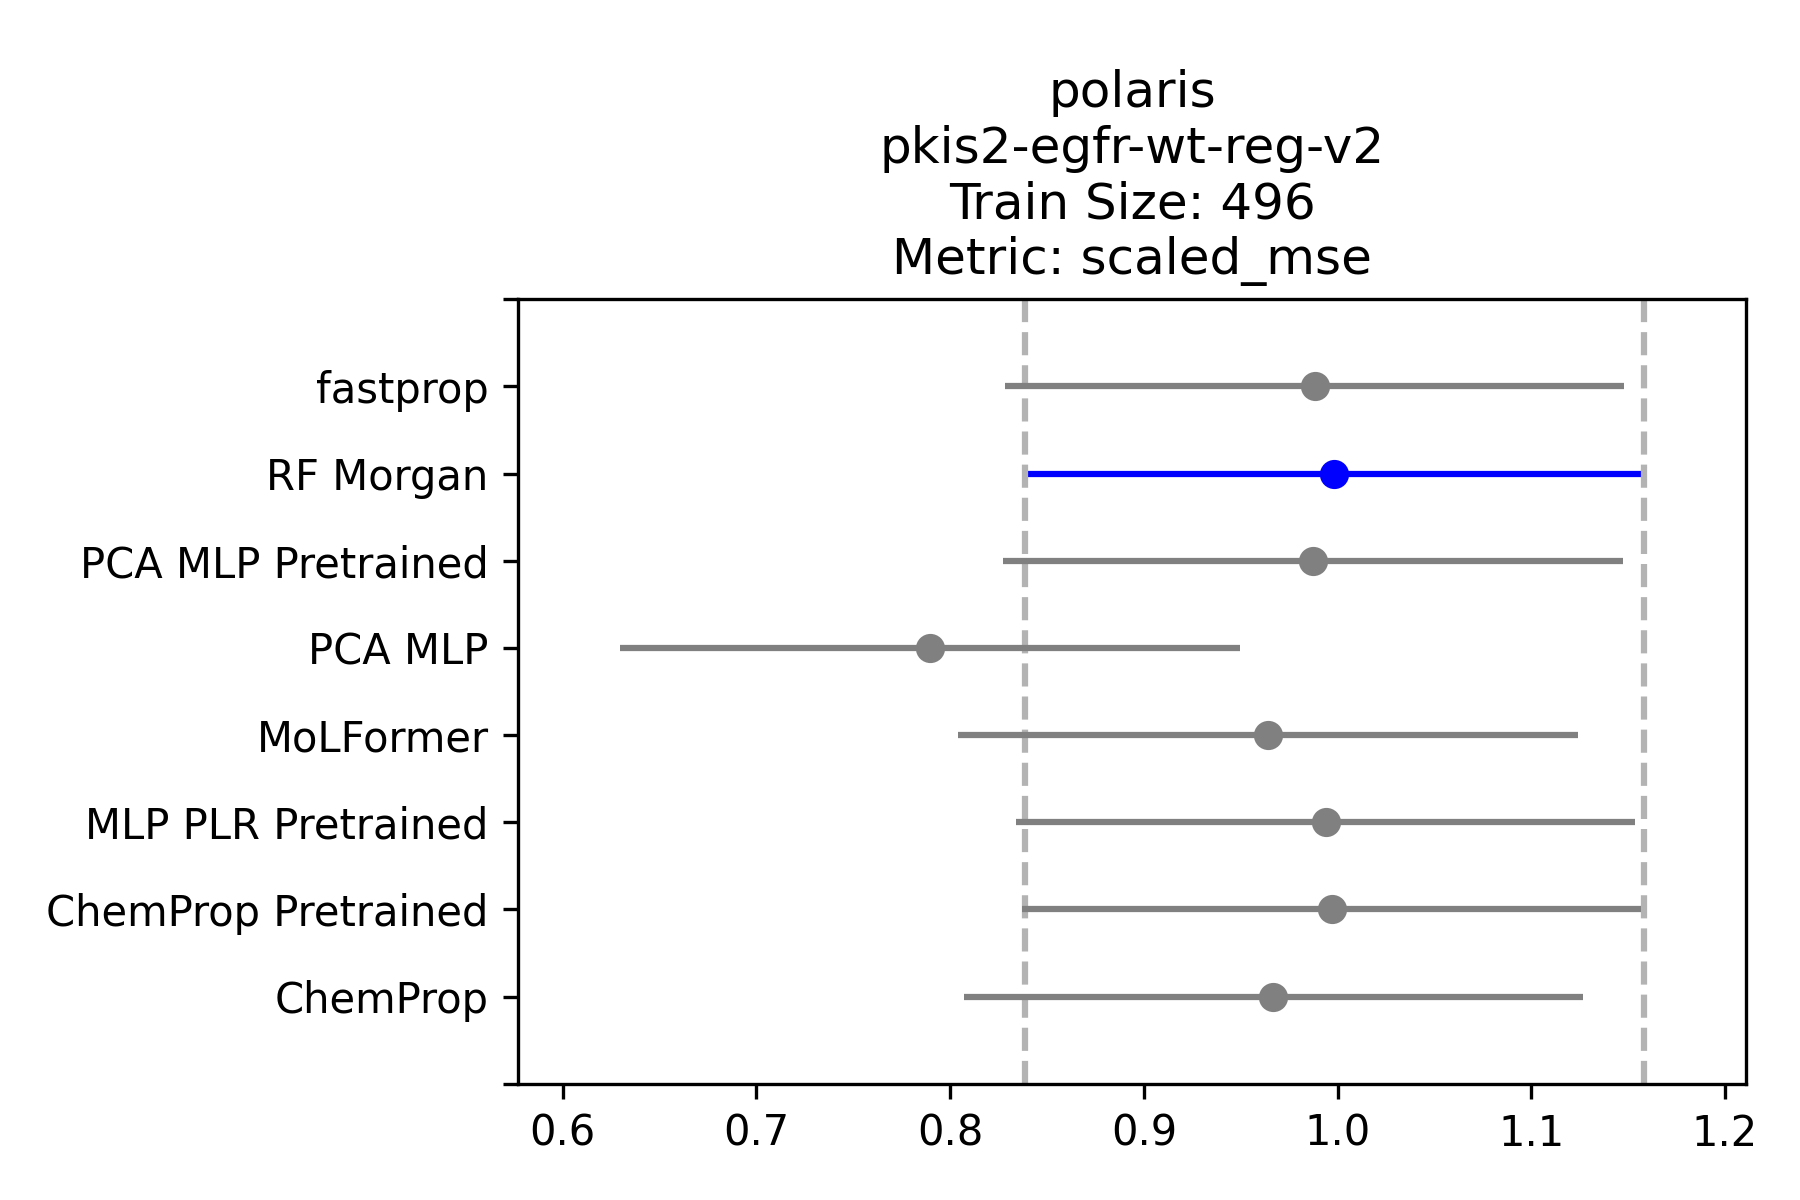 polaris
pkis2-egfr-wt-reg-v2
Train Size: 496
Metric: scaled_mse
fastprop
RF Morgan
PCA MLP Pretrained
PCA MLP
MoLFormer
MLP PLR Pretrained
ChemProp Pretrained
ChemProp
0.6 0.7 0.8 0.9 1.0 1.1 1.2